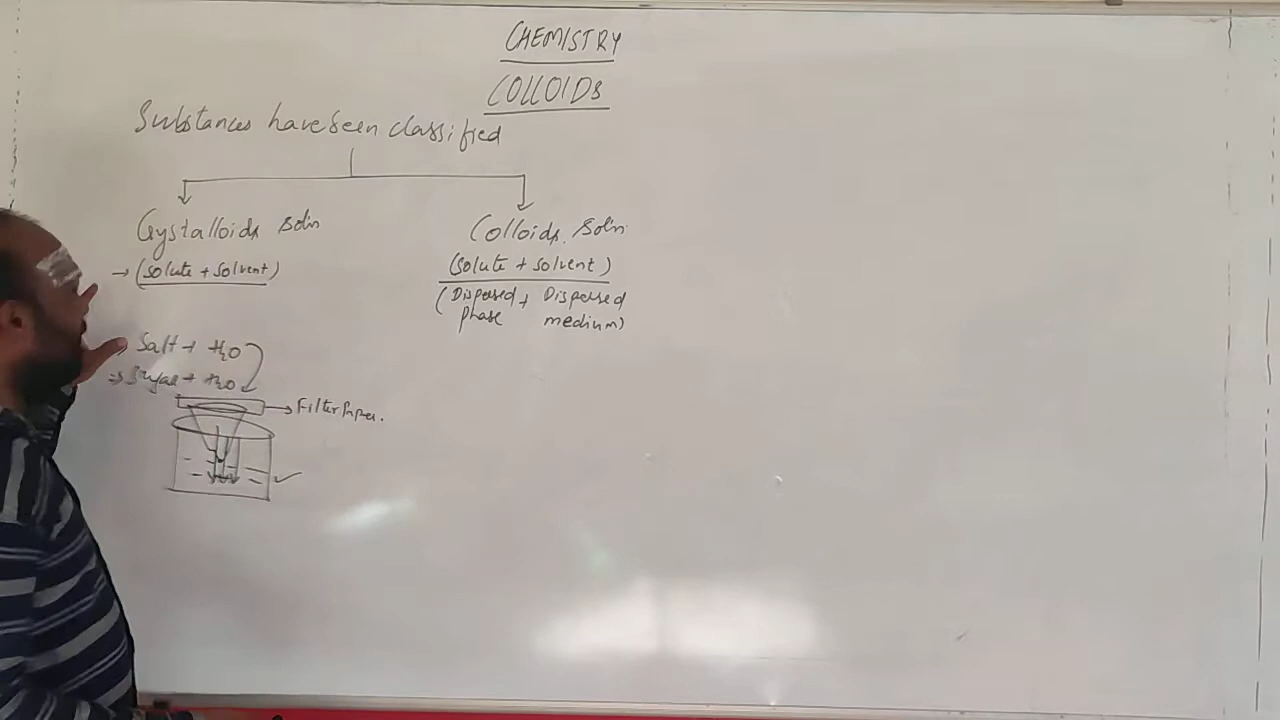 CHEMISTRY
COLLOIDS
Substances have been classified
Crystalloids soln
→ (solute + solvent)
Colloids soln.
(solute + solvent)
(Dispersed + Dispersed
phase medium)
Salt + H2O
⇒ Sugar + H2O
→ Filter Paper.